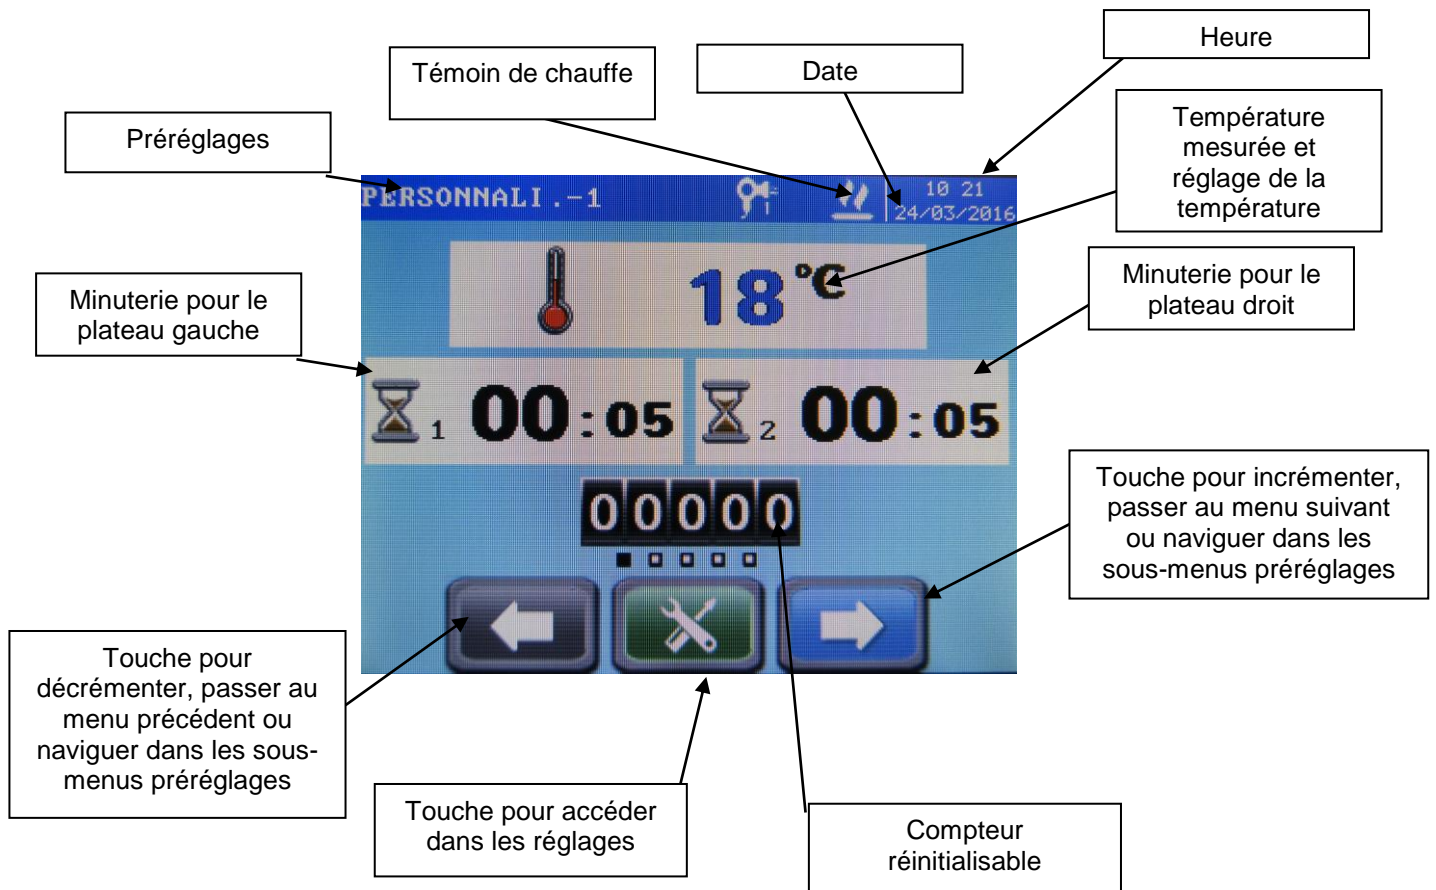 Heure
Témoin de chauffe
Date
Température
mesurée et
réglage de la
température
Préréglages
PERSONNALI.-1
1
10 21
24/03/2016
18°C
Minuterie pour le
plateau gauche
Minuterie pour le
plateau droit
1 00:05
2 00:05
00000
Touche pour incrémenter,
passer au menu suivant
ou naviguer dans les
sous-menus préréglages
Touche pour
décrémenter, passer au
menu précédent ou
naviguer dans les sous-
menus préréglages
Touche pour accéder
dans les réglages
Compteur
réinitialisable